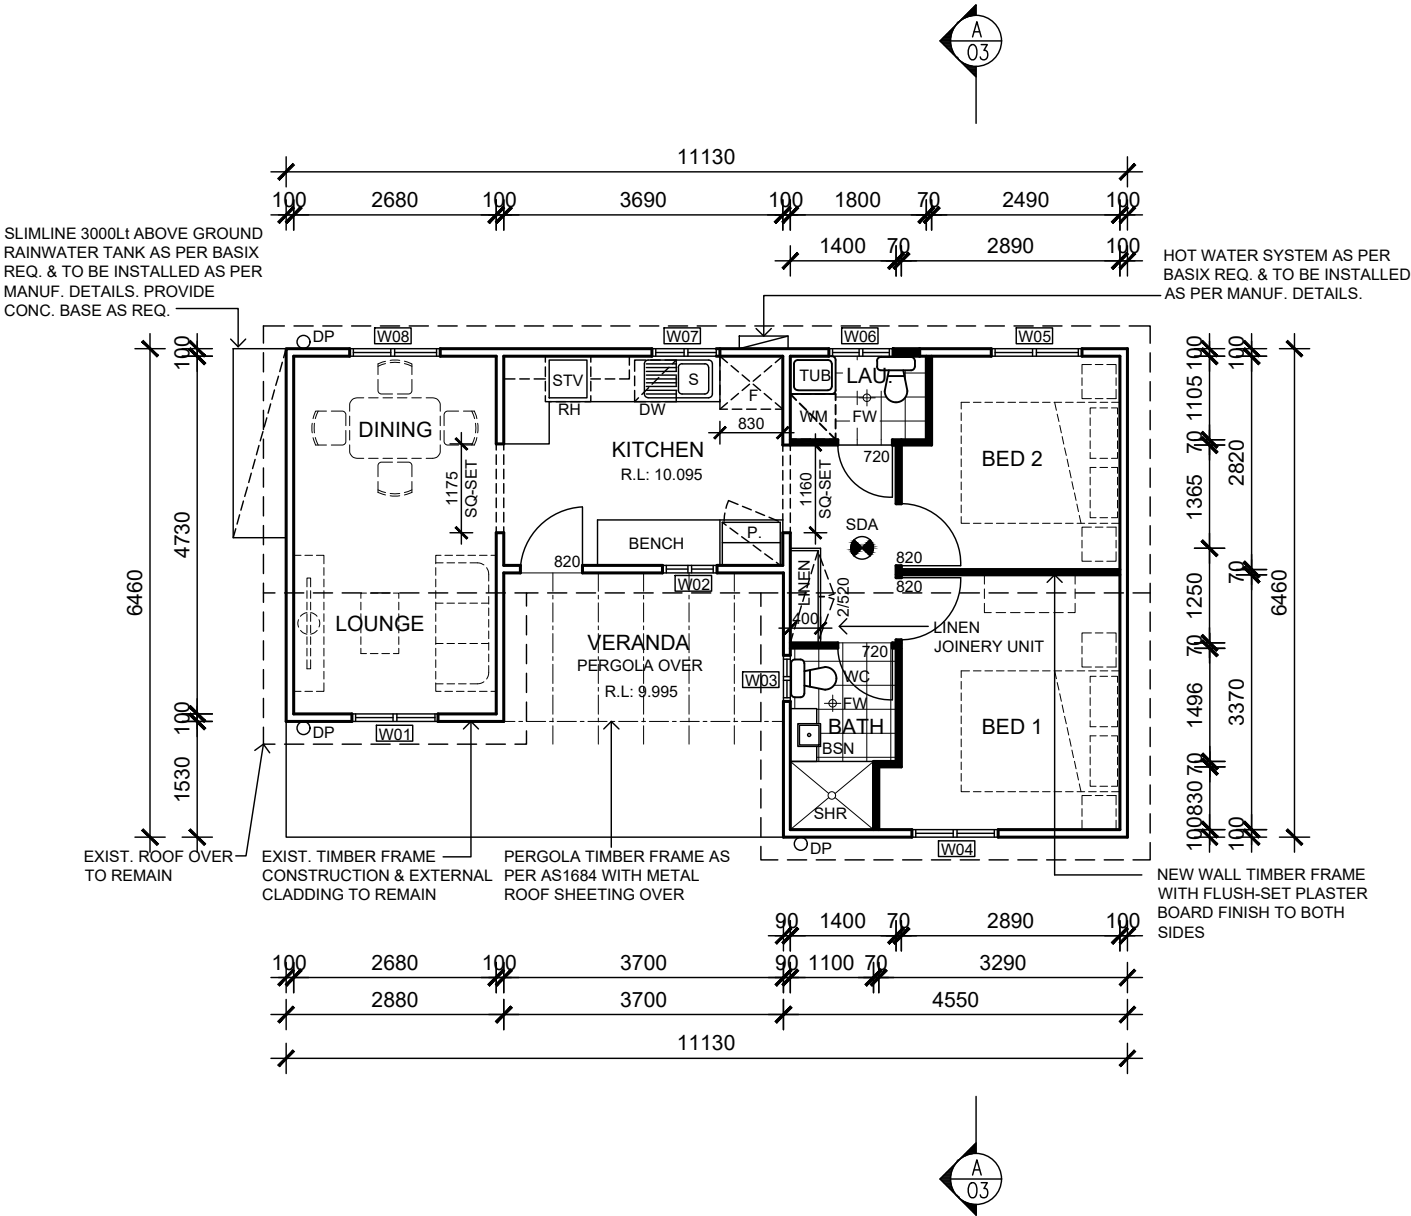 A
03
11130
100 2680 100 3690 100 1800 70 2490 100
1400 70 2890 100
SLIMLINE 3000Lt ABOVE GROUND
RAINWATER TANK AS PER BASIX
REQ. & TO BE INSTALLED AS PER
MANUF. DETAILS. PROVIDE
CONC. BASE AS REQ.
HOT WATER SYSTEM AS PER
BASIX REQ. & TO BE INSTALLED
AS PER MANUF. DETAILS.
DP
W08
W07
W06
W05
STV
RH
DW
S
F
830
TUB
LAU.
WM
FW
720
DINING
1175
SQ-SET
KITCHEN
R.L: 10.095
1160
SQ-SET
BED 2
SDA
820
820
BENCH
P.
820
W02
LINEN
2/520
400
LINEN
JOINERY UNIT
LOUNGE
VERANDA
PERGOLA OVER
R.L: 9.995
W03
720
WC
FW
BATH
BSN
SHR
BED 1
DP
W01
DP
W04
6460
100
4730
100
1530
100
1105
70
1365
1250
70
1496
70
830
100
100
2820
70
3370
100
6460
EXIST. ROOF OVER
TO REMAIN
EXIST. TIMBER FRAME
CONSTRUCTION & EXTERNAL
CLADDING TO REMAIN
PERGOLA TIMBER FRAME AS
PER AS1684 WITH METAL
ROOF SHEETING OVER
NEW WALL TIMBER FRAME
WITH FLUSH-SET PLASTER
BOARD FINISH TO BOTH
SIDES
90 1400 70 2890 100
100 2680 100 3700 90 1100 70 3290
2880 3700 4550
11130
A
03